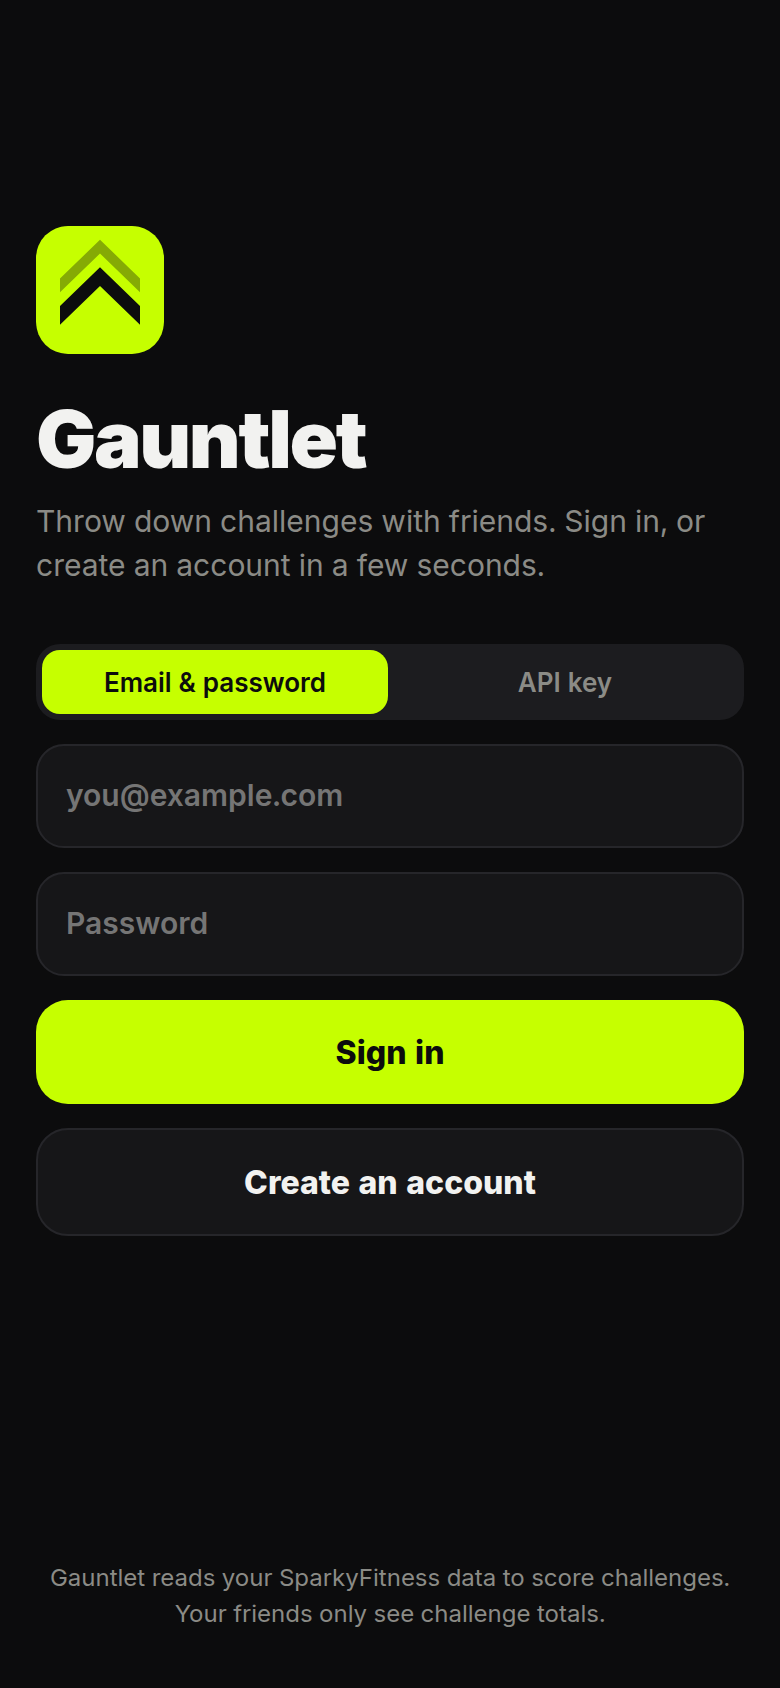 Gauntlet
Throw down challenges with friends. Sign in, or
create an account in a few seconds.
Email & password
API key
you@example.com
Password
Sign in
Create an account
Gauntlet reads your SparkyFitness data to score challenges.
Your friends only see challenge totals.